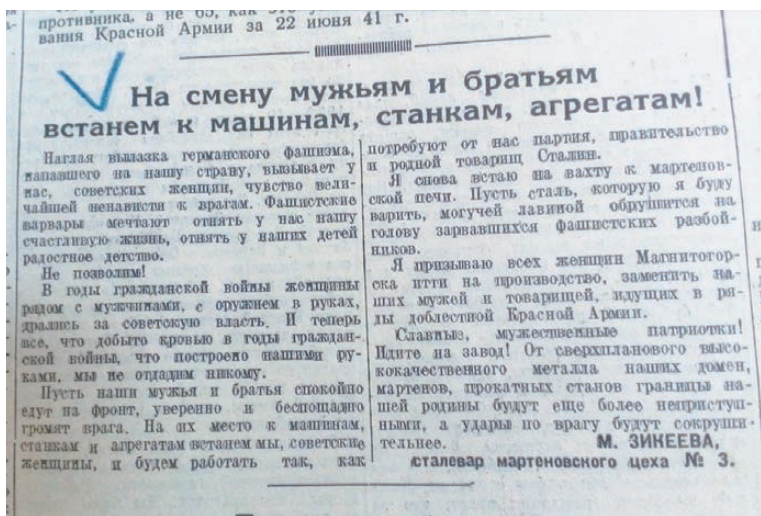 противника, а не 65, как
вания Красной Армии за 22 июня 41 г.
На смену мужьям и братьям
встанем к машинам, станкам, агрегатам!
Наглая вылазка германского фашизма,
напавшего на нашу страну, вызывает у
нас, советских женщин, чувство вели-
чайшей ненависти к врагам. Фашистские
варвары мечтают отнять у нас нашу
счастливую жизнь, отнять у наших детей
радостное детство.
Не позволим!
В годы гражданской войны женщины
рядом с мужчинами, с оружием в руках,
дрались за советскую власть. И теперь
все, что добыто кровью в годы граждан-
ской войны, что построено нашими ру-
ками, мы не отдадим никому.
Пусть наши мужья и братья спокойно
едут на фронт, уверенно и беспощадно
громят врага. На их место к машинам,
станкам и агрегатам встанем мы, советские
женщины, и будем работать так, как
потребуют от нас партия, правительство
и родной товарищ Сталин.
Я снова встаю на вахту к мартенов-
ской печи. Пусть сталь, которую я буду
варить, могучей лавиной обрушится на
голову зарвавшихся фашистских разбой-
ников.
Я призываю всех женщин Магнитогор-
ска итти на производство, заменить на-
ших мужей и товарищей, идущих в ря-
ды доблестной Красной Армии.
Славные, мужественные патриотки!
Идите на завод! От сверхпланового высо-
кокачественного металла наших домен,
мартенов, прокатных станов границы на-
шей родины будут еще более неприступ-
ными, а удары по врагу будут сокруши-
тельнее.
М. ЗИКЕЕВА,
сталевар мартеновского цеха № 3.